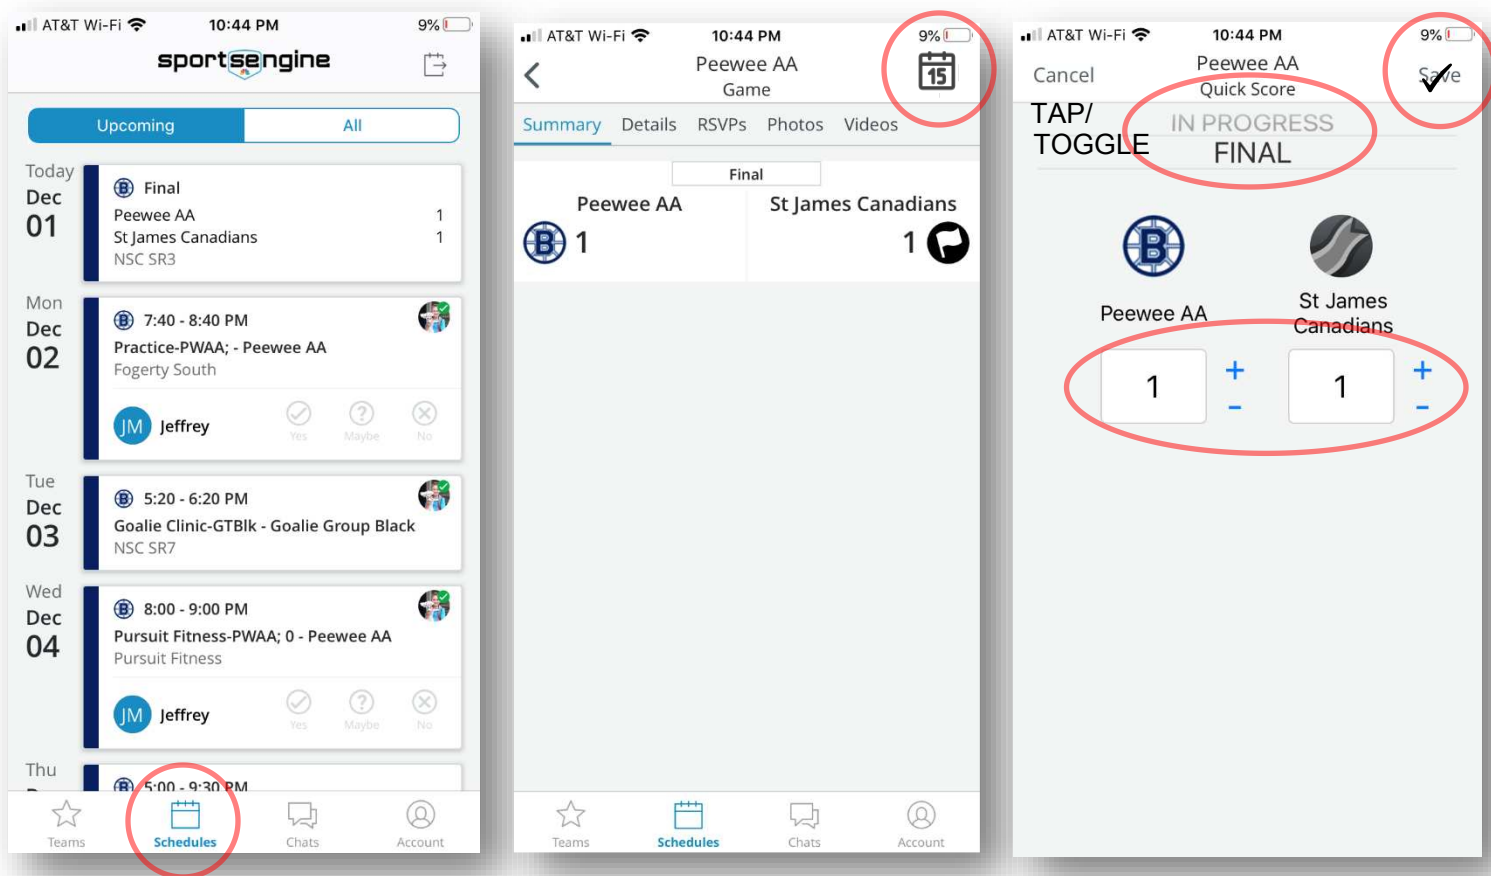 AT&T Wi-Fi 10:44 PM 9%
sportsengine
Upcoming All
Today
Dec
01
B Final
Peewee AA 1
St James Canadians 1
NSC SR3
Mon
Dec
02
B 7:40 - 8:40 PM
Practice-PWAA; - Peewee AA
Fogerty South
JM Jeffrey Yes Maybe No
Tue
Dec
03
B 5:20 - 6:20 PM
Goalie Clinic-GTBlk - Goalie Group Black
NSC SR7
Wed
Dec
04
B 8:00 - 9:00 PM
Pursuit Fitness-PWAA; 0 - Peewee AA
Pursuit Fitness
JM Jeffrey Yes Maybe No
Thu
B 5:00 - 9:30 PM
Teams Schedules Chats Account
AT&T Wi-Fi 10:44 PM 9%
Peewee AA
Game
15
Summary Details RSVPs Photos Videos
Final
Peewee AA St James Canadians
B 1 1
Teams Schedules Chats Account
AT&T Wi-Fi 10:44 PM 9%
Cancel Peewee AA Save
Quick Score
TAP/
TOGGLE
IN PROGRESS
FINAL
B
Peewee AA
St James
Canadians
1 + - 1 + -